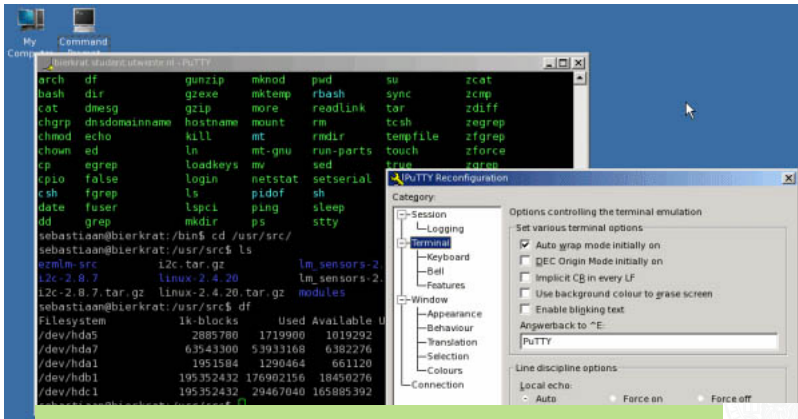 My Computer
Command
bierkrat.student.utwente.nl - PuTTY
arch df gunzip mknod pwd su zcat
bash dir gzexe mktemp rbash sync zcmp
cat dmesg gzip more readlink tar zdiff
chgrp dnsdomainname hostname mount rm tcsh zegrep
chmod echo kill mt rmdir tempfile zfgrep
chown ed ln mt-gnu run-parts touch zforce
cp egrep loadkeys mv sed true zgrep
cpio false login netstat setserial
csh fgrep ls pidof sh
date fuser lspci ping sleep
dd grep mkdir ps stty
sebastiaan@bierkrat:/bin$ cd /usr/src/
sebastiaan@bierkrat:/usr/src$ ls
ezmlm-src i2c.tar.gz lm_sensors-2.
i2c-2.8.7 linux-2.4.20 lm_sensors-2.
i2c-2.8.7.tar.gz linux-2.4.20.tar.gz modules
sebastiaan@bierkrat:/usr/src$ df
Filesystem 1k-blocks Used Available U
/dev/hda5 2885780 1719900 1019292
/dev/hda7 63543300 53933168 6382276
/dev/hda1 1951584 1290464 661120
/dev/hdb1 195352432 176902156 18450276
/dev/hdc1 195352432 29467040 165885392
sebastiaan@bierkrat:/usr/src$
PuTTY Reconfiguration
Category:
Session
Logging
Terminal
Keyboard
Bell
Features
Window
Appearance
Behaviour
Translation
Selection
Colours
Connection
Options controlling the terminal emulation
Set various terminal options
Auto wrap mode initially on
DEC Origin Mode initially on
Implicit CR in every LF
Use background colour to erase screen
Enable blinking text
Answerback to ^E:
PuTTY
Line discipline options
Local echo:
Auto Force on Force off